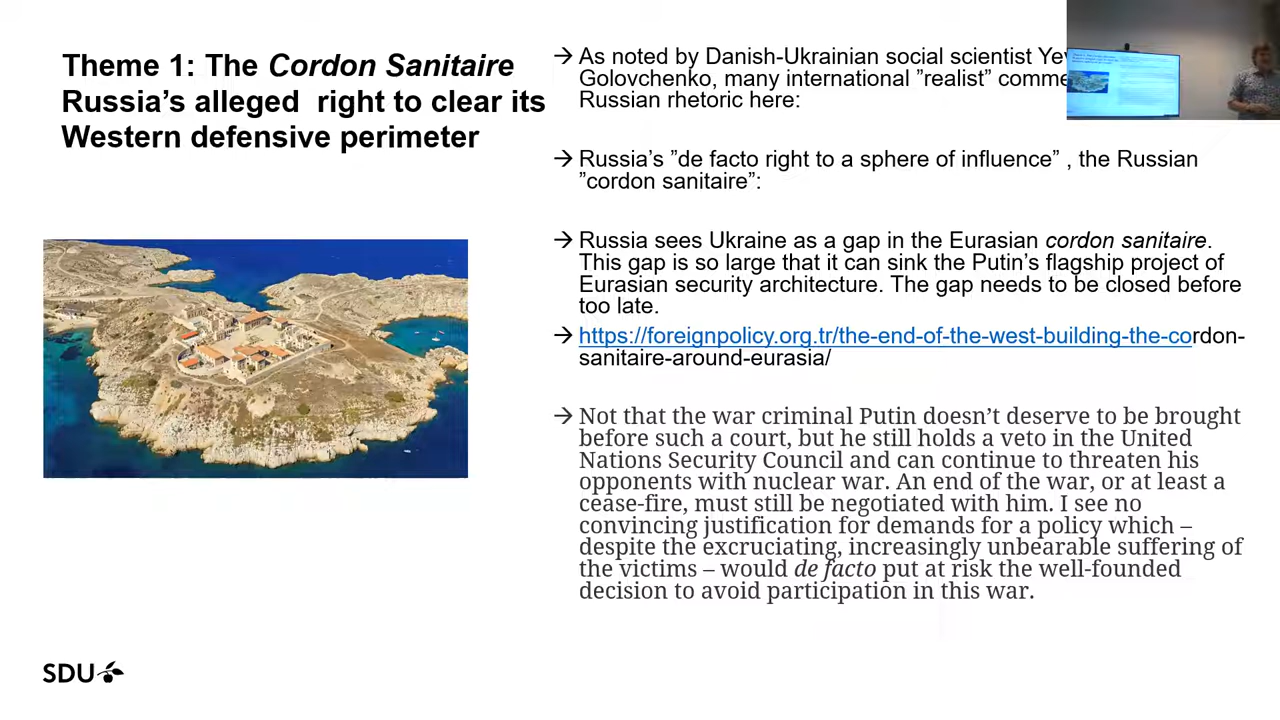 Theme 1: The Cordon Sanitaire
Russia’s alleged right to clear its
Western defensive perimeter
→ As noted by Danish-Ukrainian social scientist
Golovchenko, many international ”realist”
Russian rhetoric here:
→ Russia’s ”de facto right to a sphere of influence” , the Russian
”cordon sanitaire”:
→ Russia sees Ukraine as a gap in the Eurasian cordon sanitaire.
This gap is so large that it can sink the Putin’s flagship project of
Eurasian security architecture. The gap needs to be closed before
too late.
→ https://foreignpolicy.org.tr/the-end-of-the-west-building-the-cordon-
sanitaire-around-eurasia/
→ Not that the war criminal Putin doesn’t deserve to be brought
before such a court, but he still holds a veto in the United
Nations Security Council and can continue to threaten his
opponents with nuclear war. An end of the war, or at least a
cease-fire, must still be negotiated with him. I see no
convincing justification for demands for a policy which –
despite the excruciating, increasingly unbearable suffering of
the victims – would de facto put at risk the well-founded
decision to avoid participation in this war.
SDU